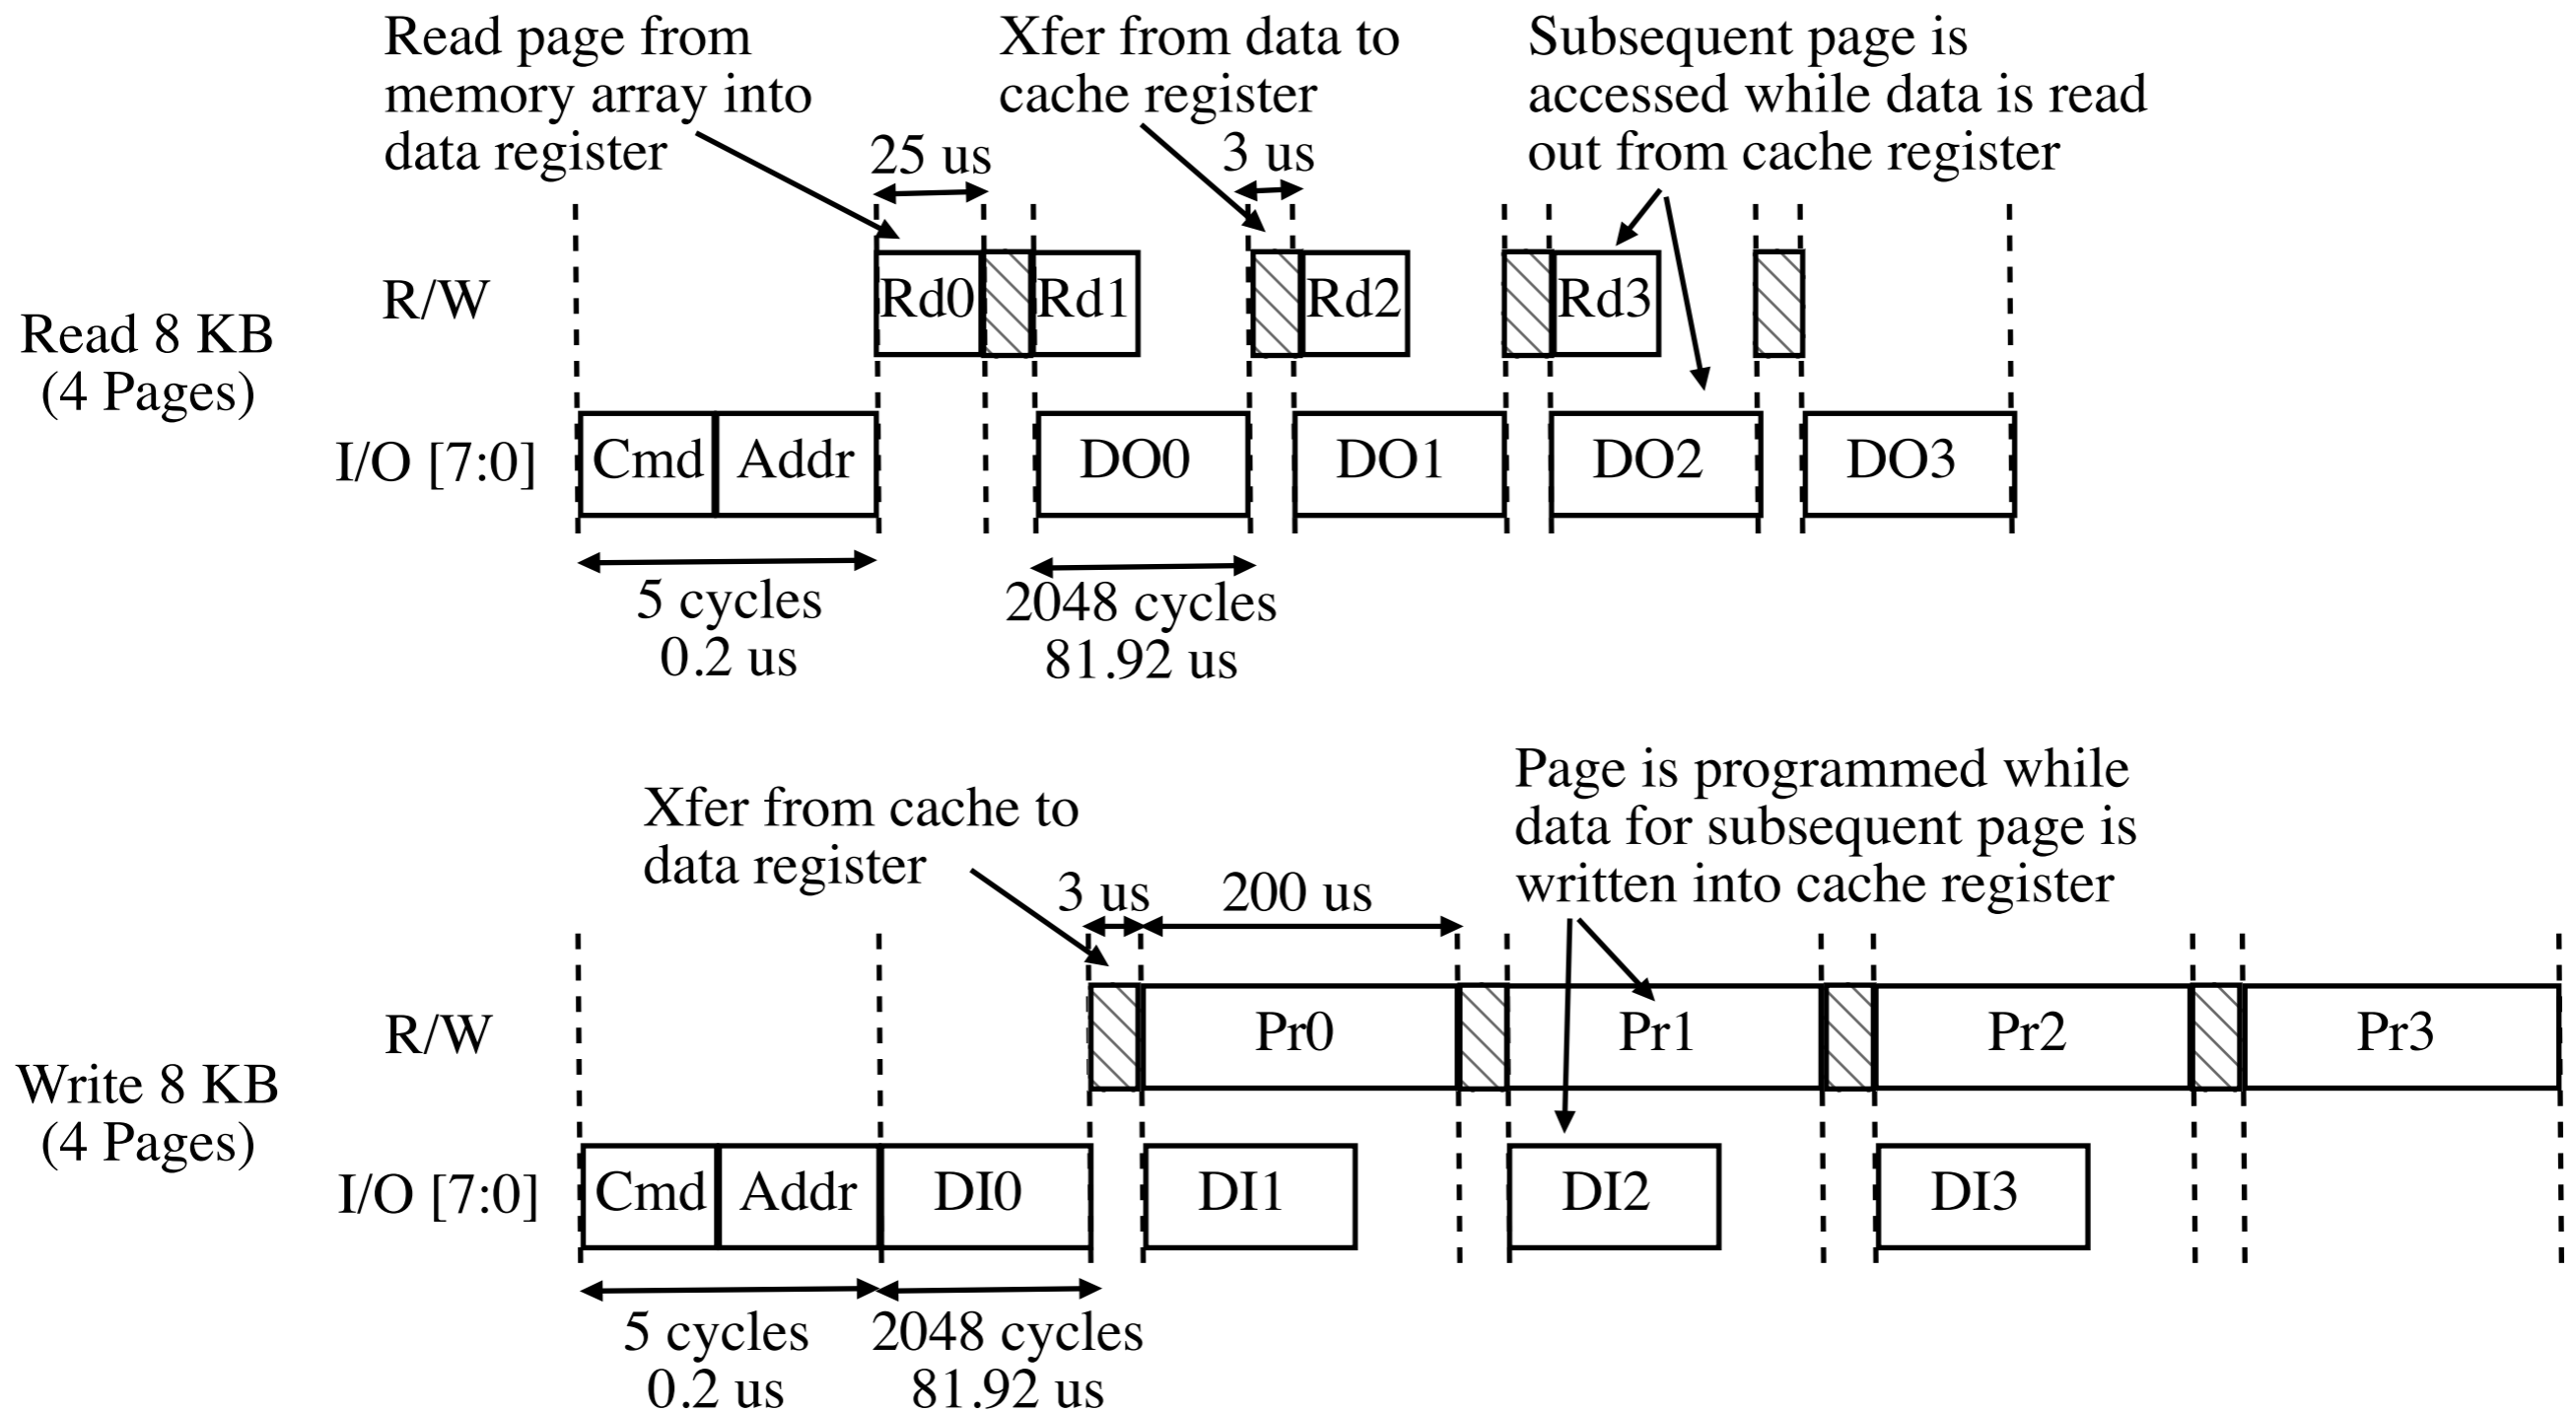 Read page from
memory array into
data register
25 us
Xfer from data to
cache register
3 us
Subsequent page is
accessed while data is read
out from cache register
Read 8 KB
(4 Pages)
R/W
Rd0
Rd1
Rd2
Rd3
I/O [7:0]
Cmd
Addr
DO0
DO1
DO2
DO3
5 cycles
0.2 us
2048 cycles
81.92 us
Xfer from cache to
data register
3 us
200 us
Page is programmed while
data for subsequent page is
written into cache register
Write 8 KB
(4 Pages)
R/W
Pr0
Pr1
Pr2
Pr3
I/O [7:0]
Cmd
Addr
DI0
DI1
DI2
DI3
5 cycles
0.2 us
2048 cycles
81.92 us